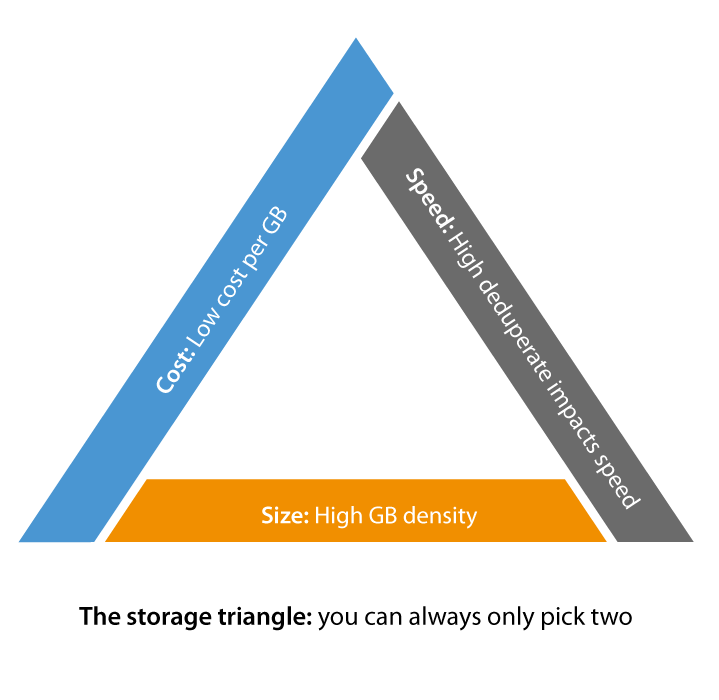 Cost: Low cost per GB
Speed: High deduperate impacts speed
Size: High GB density
The storage triangle: you can always only pick two